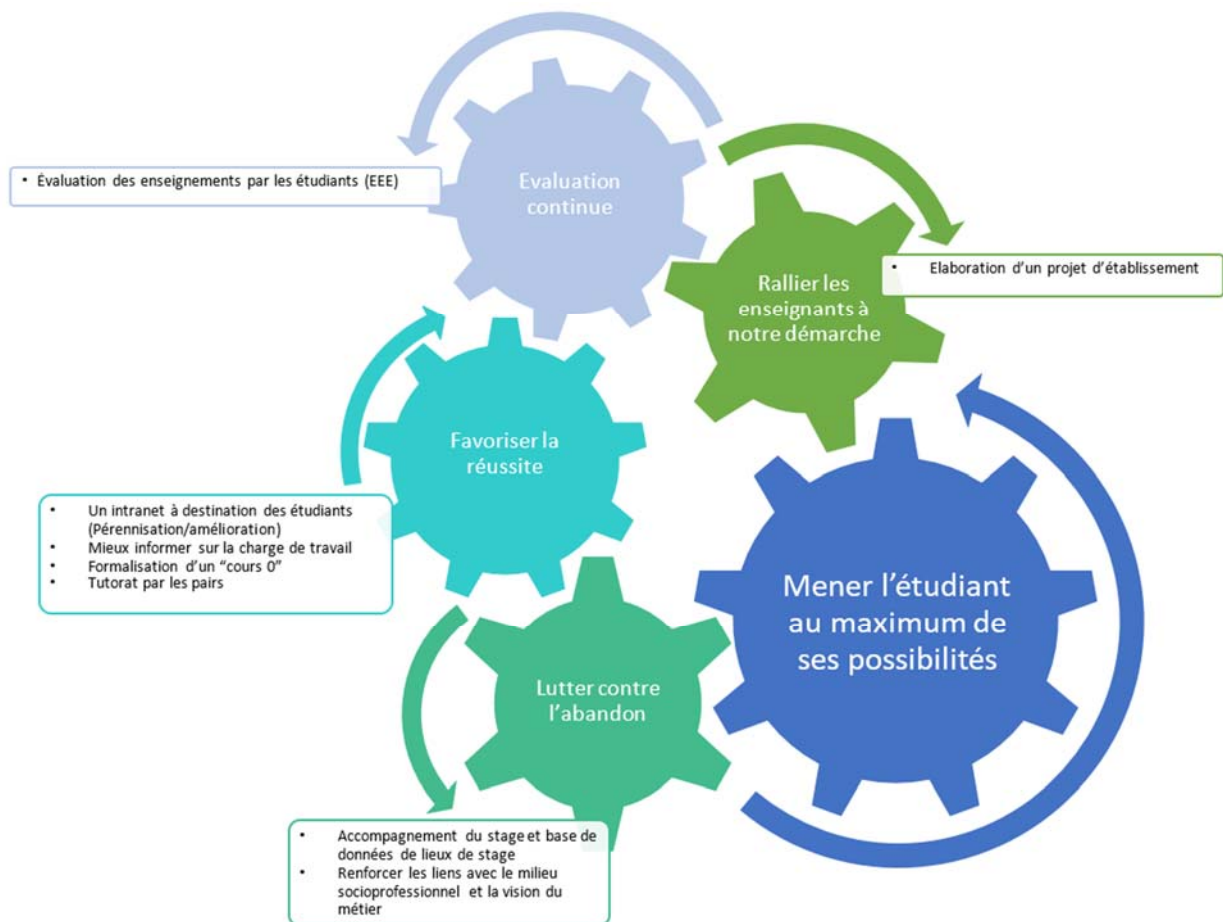 Evaluation
continue
• Évaluation des enseignements par les étudiants (EEE)
Rallier les
enseignants à
notre démarche
• Elaboration d'un projet d'établissement
Favoriser la
réussite
• Un intranet à destination des étudiants
(Pérennisation/amélioration)
• Mieux informer sur la charge de travail
• Formalisation d'un "cours 0"
• Tutorat par les pairs
Mener l'étudiant
au maximum de
ses possibilités
Lutter contre
l'abandon
• Accompagnement du stage et base de
données de lieux de stage
• Renforcer les liens avec le milieu
socioprofessionnel et la vision du
métier